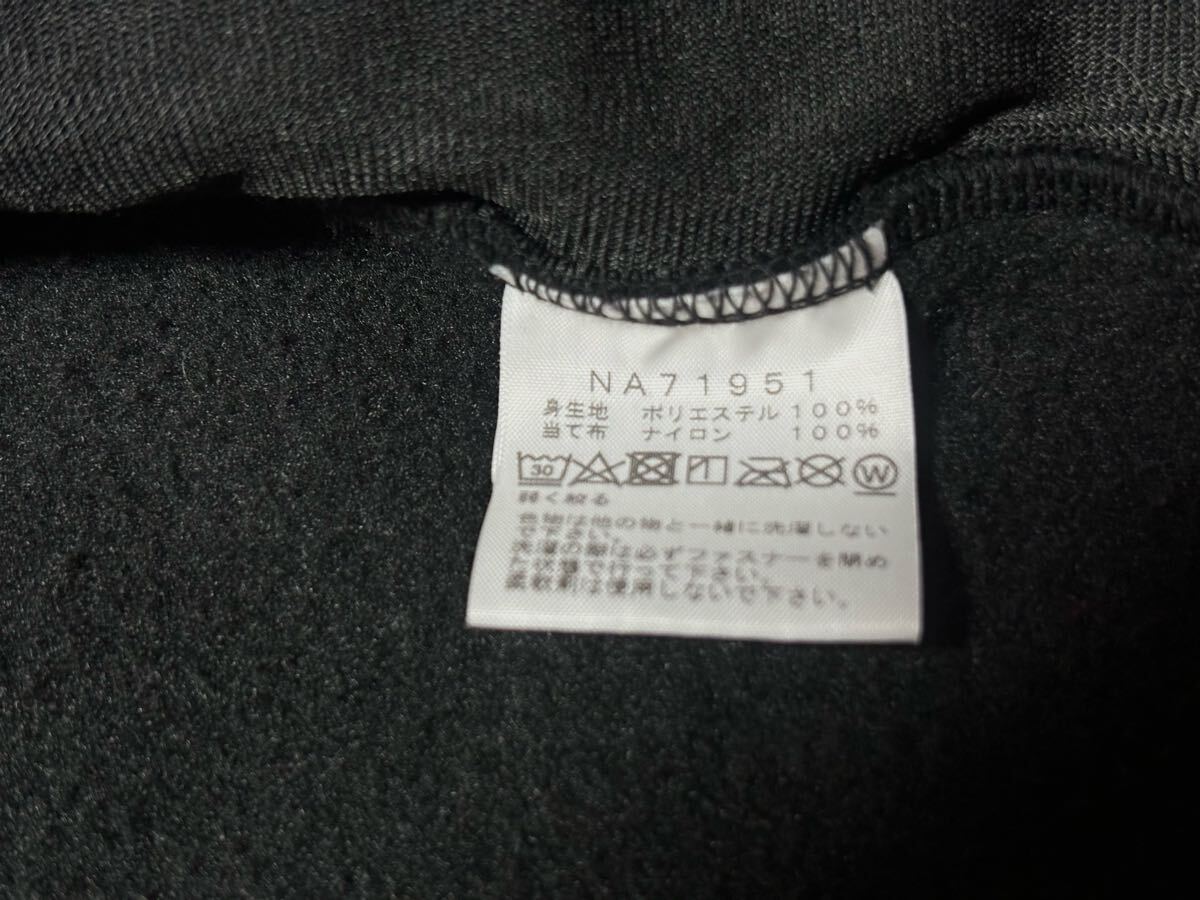 NA71951
身生地 ポリエステル 100%
当て布 ナイロン 100%
30 W
弱く絞る
色物は他の物と一緒に洗濯しない
で下さい。
洗濯の際は必ずファスナーを閉め
た状態で行って下さい。
柔軟剤は使用しないで下さい。